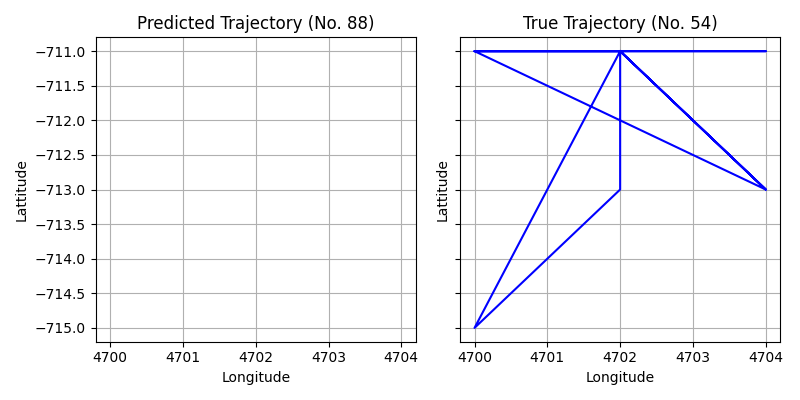 Predicted Trajectory (No. 88)
True Trajectory (No. 54)
Lattitude
−711.0
−711.5
−712.0
−712.5
−713.0
−713.5
−714.0
−714.5
−715.0
4700 4701 4702 4703 4704
Longitude
Lattitude
4700 4701 4702 4703 4704
Longitude